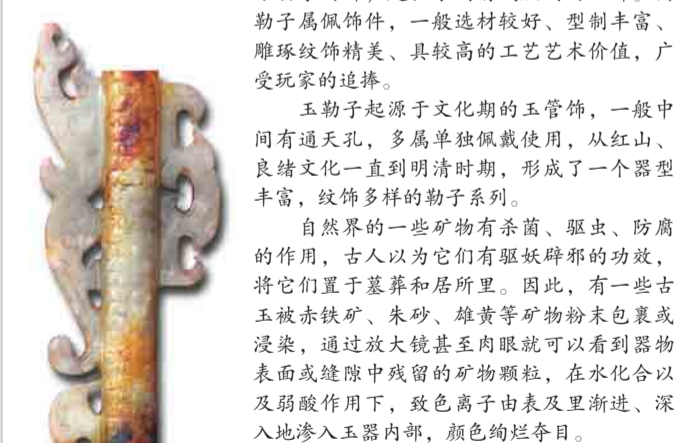 勒子属佩饰件，一般选材较好、型制丰富、
雕琢纹饰精美、具较高的工艺艺术价值，广
受玩家的追捧。
玉勒子起源于文化期的玉管饰，一般中
间有通天孔，多属单独佩戴使用，从红山、
良绪文化一直到明清时期，形成了一个器型
丰富，纹饰多样的勒子系列。
自然界的一些矿物有杀菌、驱虫、防腐
的作用，古人以为它们有驱妖辟邪的功效，
将它们置于墓葬和居所里。因此，有一些古
玉被赤铁矿、朱砂、雄黄等矿物粉末包裹或
浸染，通过放大镜甚至肉眼就可以看到器物
表面或缝隙中残留的矿物颗粒，在水化合以
及弱酸作用下，致色离子由表及里渐进、深
入地渗入玉器内部，颜色绚烂夺目。